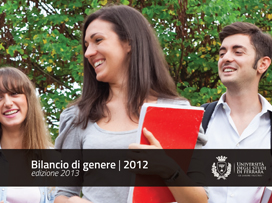 Bilancio di genere | 2012
edizione 2013
UNIVERSITÀ
DEGLI STUDI
DI FERRARA